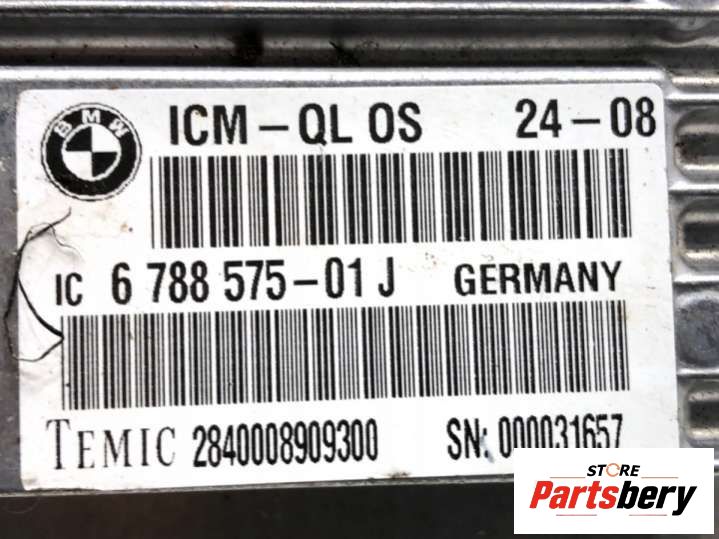 BMW
ICM-QL OS 24-08
IC 6 788 575-01 J GERMANY
TEMIC 2840008909300 SN: 000031657
STORE
Partsbery